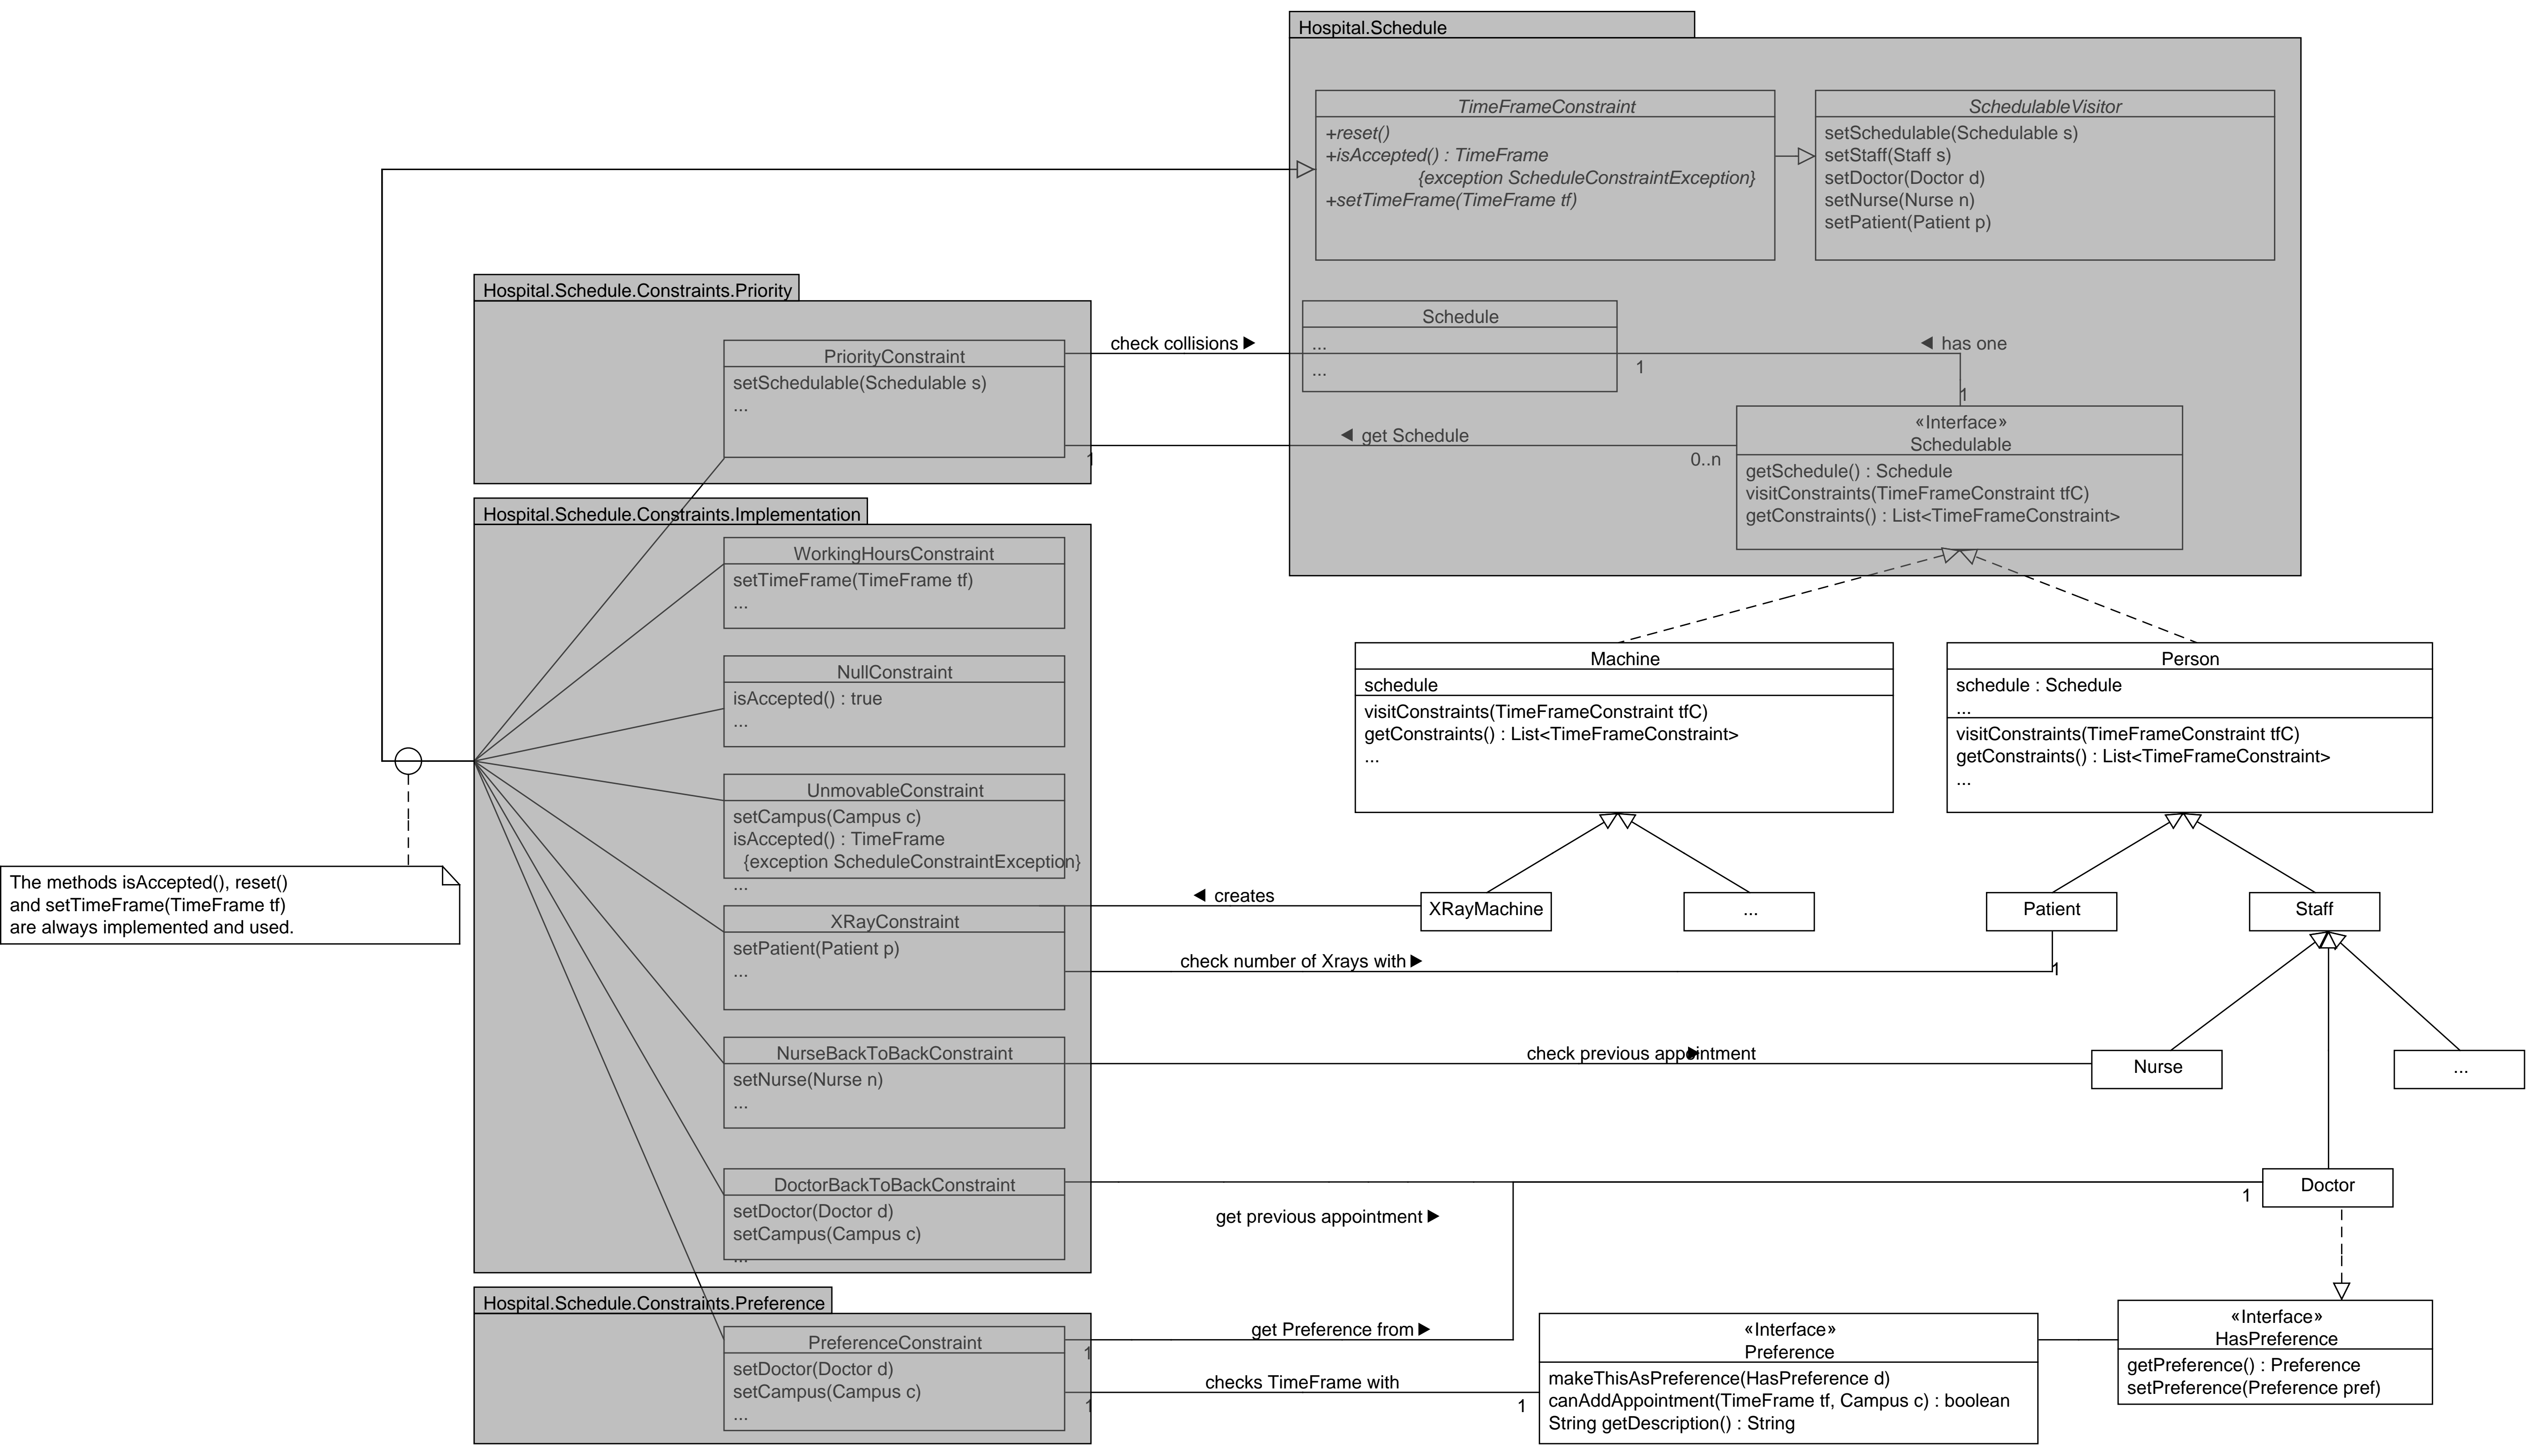 Hospital.Schedule
TimeFrameConstraint
+reset()
+isAccepted() : TimeFrame
{exception ScheduleConstraintException}
+setTimeFrame(TimeFrame tf)
SchedulableVisitor
setSchedulable(Schedulable s)
setStaff(Staff s)
setDoctor(Doctor d)
setNurse(Nurse n)
setPatient(Patient p)
Hospital.Schedule.Constraints.Priority
PriorityConstraint
setSchedulable(Schedulable s)
...
check collisions ►
Schedule
...
...
1
◄ has one
1
◄ get Schedule
1
0..n
«Interface»
Schedulable
getSchedule() : Schedule
visitConstraints(TimeFrameConstraint tfC)
getConstraints() : List<TimeFrameConstraint>
Hospital.Schedule.Constraints.Implementation
WorkingHoursConstraint
setTimeFrame(TimeFrame tf)
...
NullConstraint
isAccepted() : true
...
UnmovableConstraint
setCampus(Campus c)
isAccepted() : TimeFrame
{exception ScheduleConstraintException}
...
XRayConstraint
setPatient(Patient p)
...
NurseBackToBackConstraint
setNurse(Nurse n)
...
DoctorBackToBackConstraint
setDoctor(Doctor d)
setCampus(Campus c)
...
The methods isAccepted(), reset()
and setTimeFrame(TimeFrame tf)
are always implemented and used.
Machine
schedule
visitConstraints(TimeFrameConstraint tfC)
getConstraints() : List<TimeFrameConstraint>
...
Person
schedule : Schedule
...
visitConstraints(TimeFrameConstraint tfC)
getConstraints() : List<TimeFrameConstraint>
...
◄ creates
XRayMachine
...
Patient
Staff
check number of Xrays with ►
1
check previous appointment
Nurse
...
Doctor
1
get previous appointment ►
Hospital.Schedule.Constraints.Preference
PreferenceConstraint
setDoctor(Doctor d)
setCampus(Campus c)
...
get Preference from ►
1
checks TimeFrame with
1
1
«Interface»
Preference
makeThisAsPreference(HasPreference d)
canAddAppointment(TimeFrame tf, Campus c) : boolean
String getDescription() : String
«Interface»
HasPreference
getPreference() : Preference
setPreference(Preference pref)